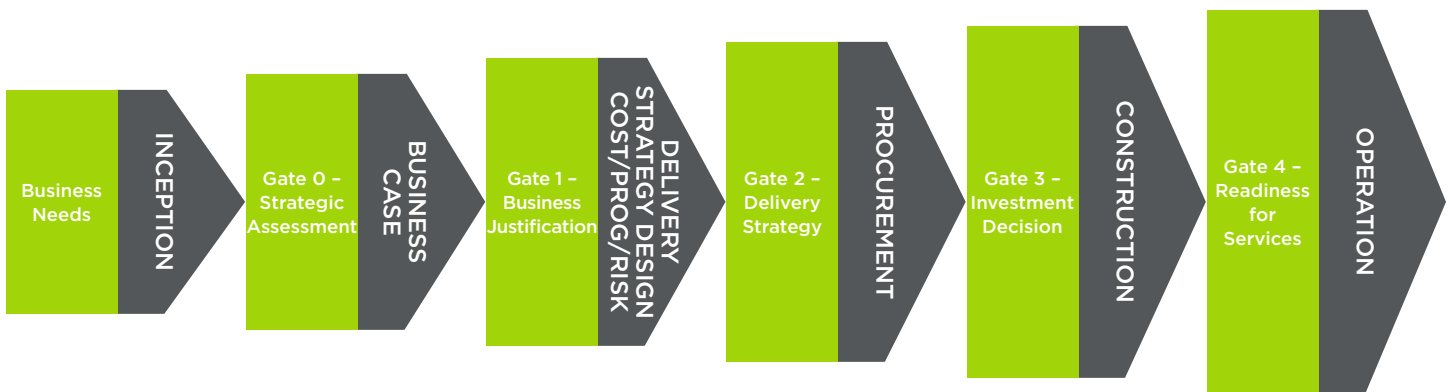 Business
Needs
INCEPTION
Gate 0 –
Strategic
Assessment
BUSINESS
CASE
Gate 1 –
Business
Justification
DELIVERY
STRATEGY DESIGN
COST/PROG/RISK
Gate 2 –
Delivery
Strategy
PROCUREMENT
Gate 3 –
Investment
Decision
CONSTRUCTION
Gate 4 –
Readiness
for
Services
OPERATION